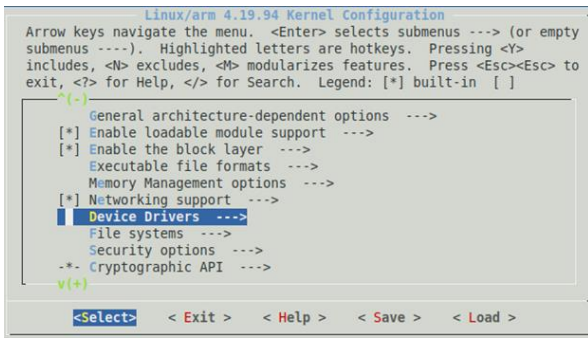 Linux/arm 4.19.94 Kernel Configuration
Arrow keys navigate the menu.  <Enter> selects submenus ---> (or empty
submenus ----).  Highlighted letters are hotkeys.  Pressing <Y>
includes, <N> excludes, <M> modularizes features.  Press <Esc><Esc> to
exit, <?> for Help, </> for Search.  Legend: [*] built-in  [ ]
^(-)
General architecture-dependent options  --->
[*] Enable loadable module support  --->
[*] Enable the block layer  --->
Executable file formats  --->
Memory Management options  --->
[*] Networking support  --->
Device Drivers  --->
File systems  --->
Security options  --->
-*- Cryptographic API  --->
v(+)
<Select>    < Exit >    < Help >    < Save >    < Load >